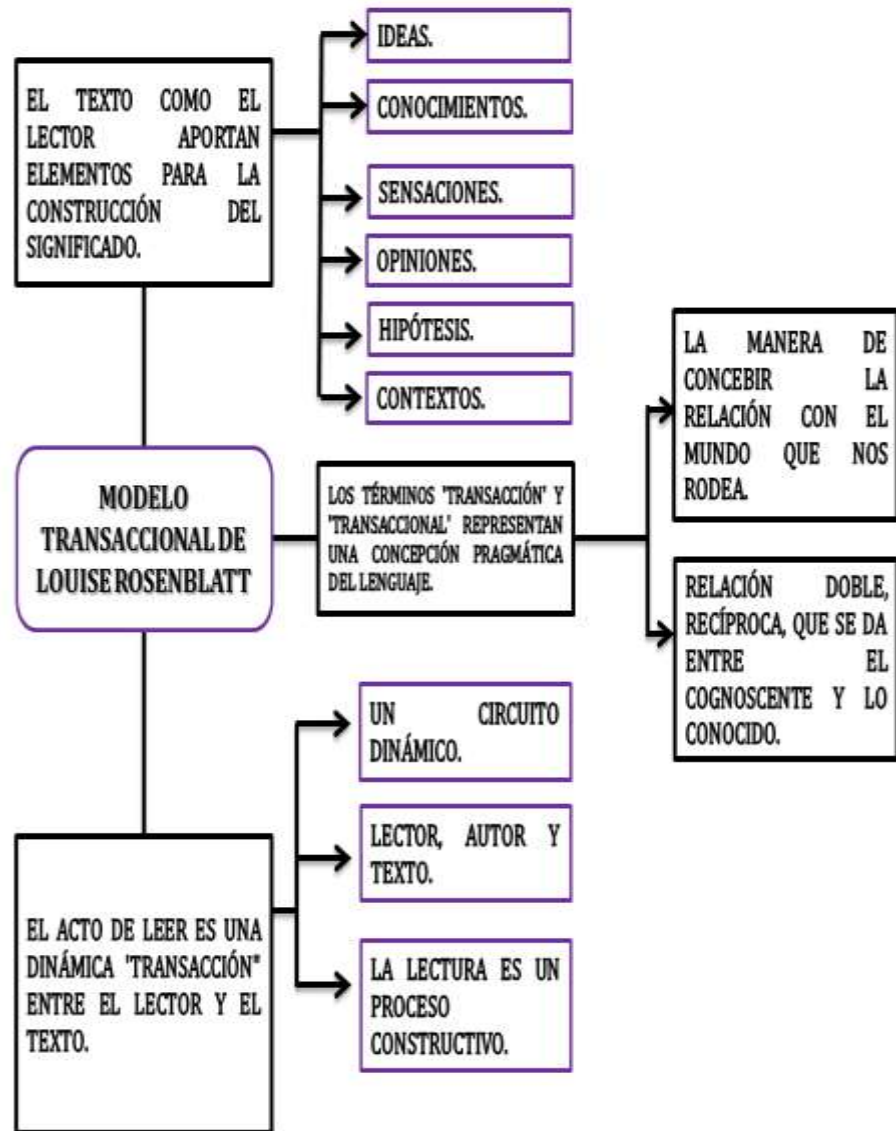 EL TEXTO COMO EL
LECTOR APORTAN
ELEMENTOS PARA LA
CONSTRUCCIÓN DEL
SIGNIFICADO.
IDEAS.
CONOCIMIENTOS.
SENSACIONES.
OPINIONES.
HIPÓTESIS.
CONTEXTOS.
MODELO
TRANSACCIONAL DE
LOUISE ROSENBLATT
LOS TÉRMINOS "TRANSACCIÓN" Y
"TRANSACCIONAL" REPRESENTAN
UNA CONCEPCIÓN PRAGMÁTICA
DEL LENGUAJE.
LA MANERA DE
CONCEBIR LA
RELACIÓN CON EL
MUNDO QUE NOS
RODEA.
RELACIÓN DOBLE,
RECÍPROCA, QUE SE DA
ENTRE EL
COGNOSCENTE Y LO
CONOCIDO.
EL ACTO DE LEER ES UNA
DINÁMICA "TRANSACCIÓN"
ENTRE EL LECTOR Y EL
TEXTO.
UN CIRCUITO
DINÁMICO.
LECTOR, AUTOR Y
TEXTO.
LA LECTURA ES UN
PROCESO
CONSTRUCTIVO.